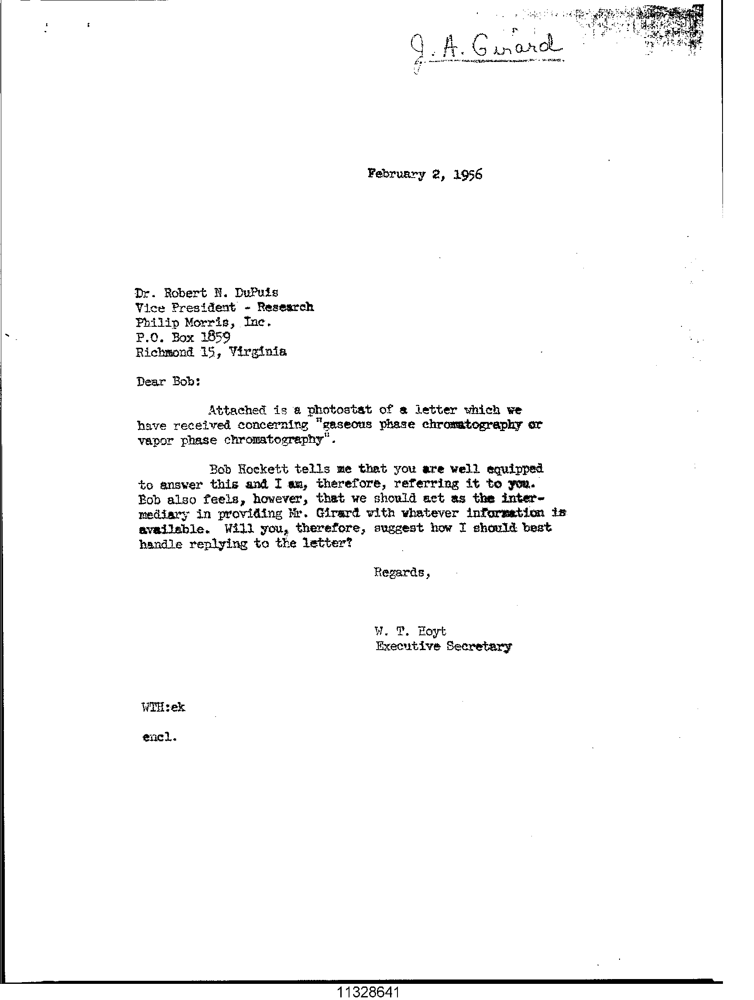 J. A. Girard
February 2, 1956
Dr. Robert N. DuPuis
Vice President - Research
Philip Morris, Inc.
P.O. Box 1859
Richmond 15, Virginia
Dear Bob:
Attached is a photostat of a letter which we
have received concerning "gaseous phase chromatography or
vapor phase chromatography".
Bob Hockett tells me that you are well equipped
to answer this and I am, therefore, referring it to you.
Bob also feels, however, that we should act as the inter-
mediary in providing Mr. Girard with whatever information is
available. Will you, therefore, suggest how I should best
handle replying to the letter?
Regards,
W. T. Hoyt
Executive Secretary
WTH:ek
encl.
11328641